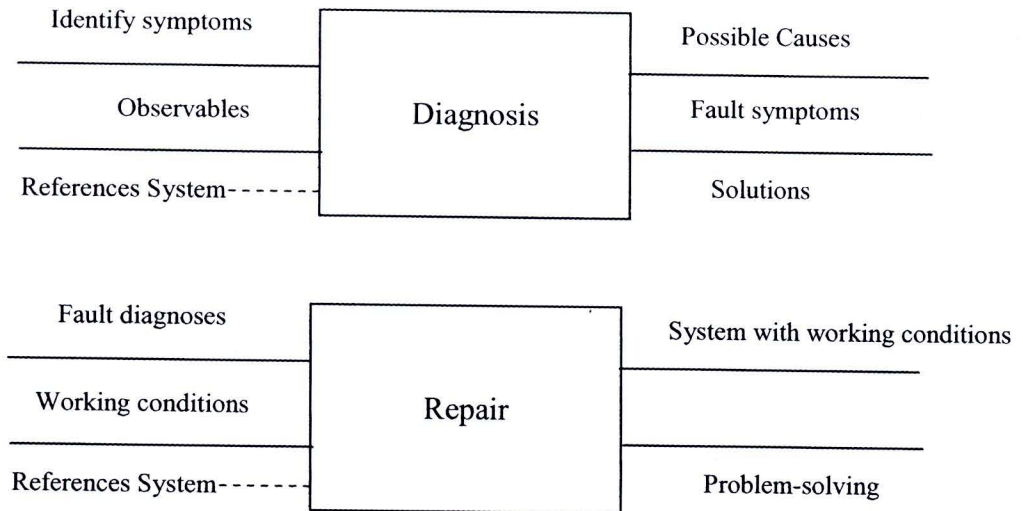 Identify symptoms
Observables
References System
Diagnosis
Possible Causes
Fault symptoms
Solutions
Fault diagnoses
Working conditions
References System
Repair
System with working conditions
Problem-solving